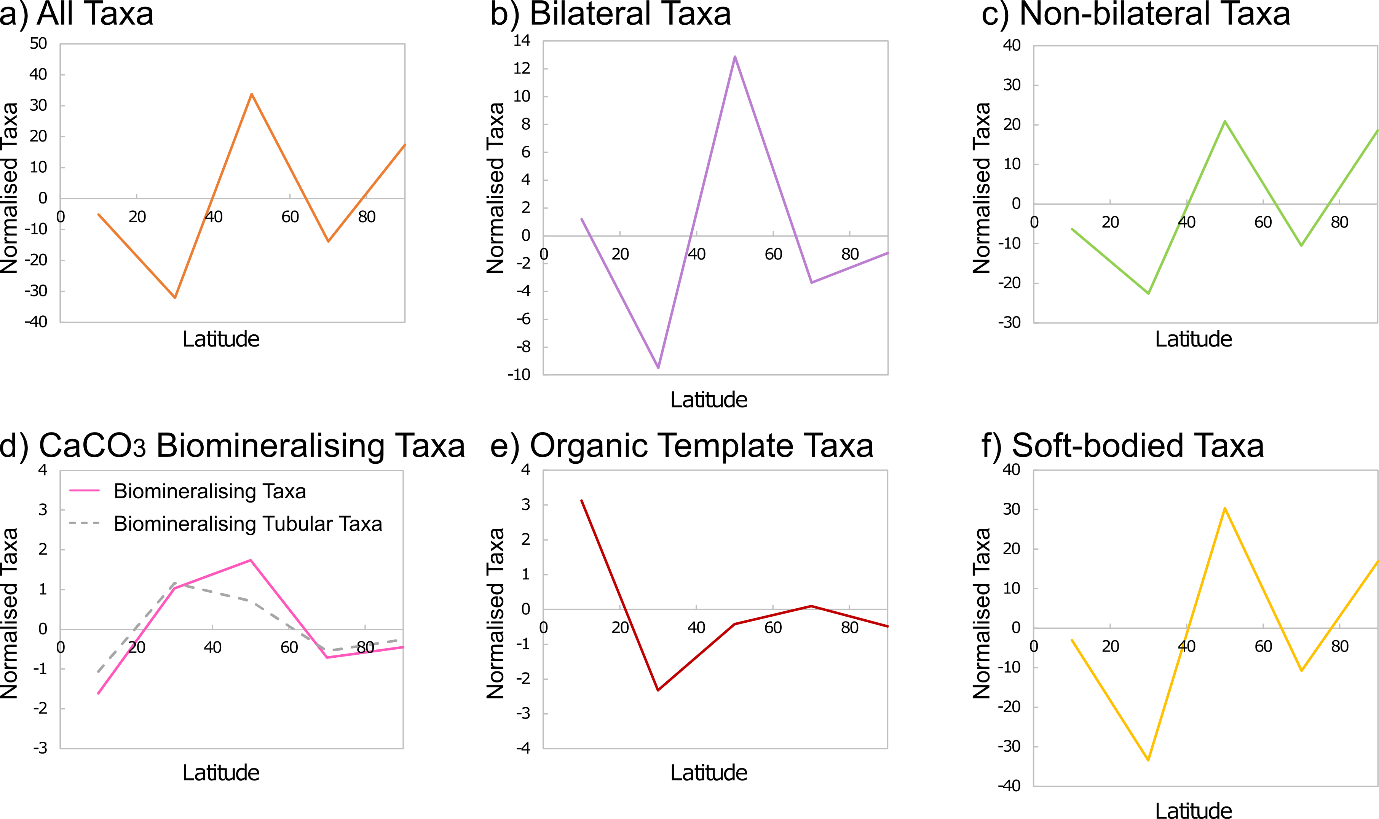 a) All Taxa
50
40
30
20
10
0
-10
-20
-30
-40
0 20 40 60 80
Normalised Taxa
Latitude
b) Bilateral Taxa
14
12
10
8
6
4
2
0
-2
-4
-6
-8
-10
0 20 40 60 80
Normalised Taxa
Latitude
c) Non-bilateral Taxa
40
30
20
10
0
-10
-20
-30
0 20 40 60 80
Normalised Taxa
Latitude
d) CaCO3 Biomineralising Taxa
4
3
2
1
0
-1
-2
-3
Biomineralising Taxa
Biomineralising Tubular Taxa
0 20 40 60 80
Normalised Taxa
Latitude
e) Organic Template Taxa
4
3
2
1
0
-1
-2
-3
-4
0 20 40 60 80
Normalised Taxa
Latitude
f) Soft-bodied Taxa
40
30
20
10
0
-10
-20
-30
-40
0 20 40 60 80
Normalised Taxa
Latitude